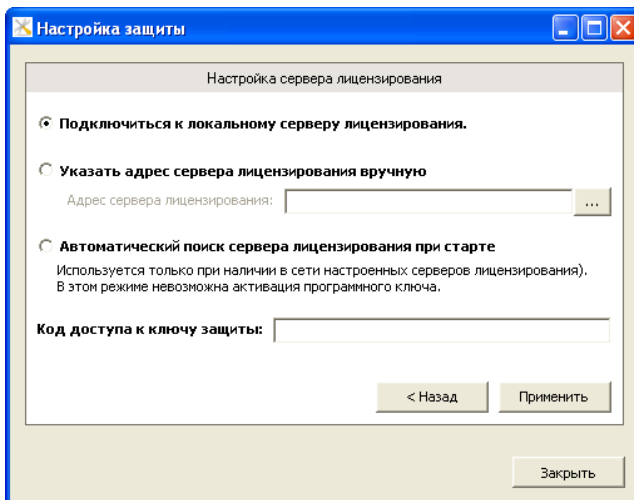 Настройка защиты
Настройка сервера лицензирования
Подключиться к локальному серверу лицензирования.
Указать адрес сервера лицензирования вручную
Адрес сервера лицензирования:
...
Автоматический поиск сервера лицензирования при старте
Используется только при наличии в сети настроенных серверов лицензирования).
В этом режиме невозможна активация программного ключа.
Код доступа к ключу защиты:
< Назад Применить
Закрыть